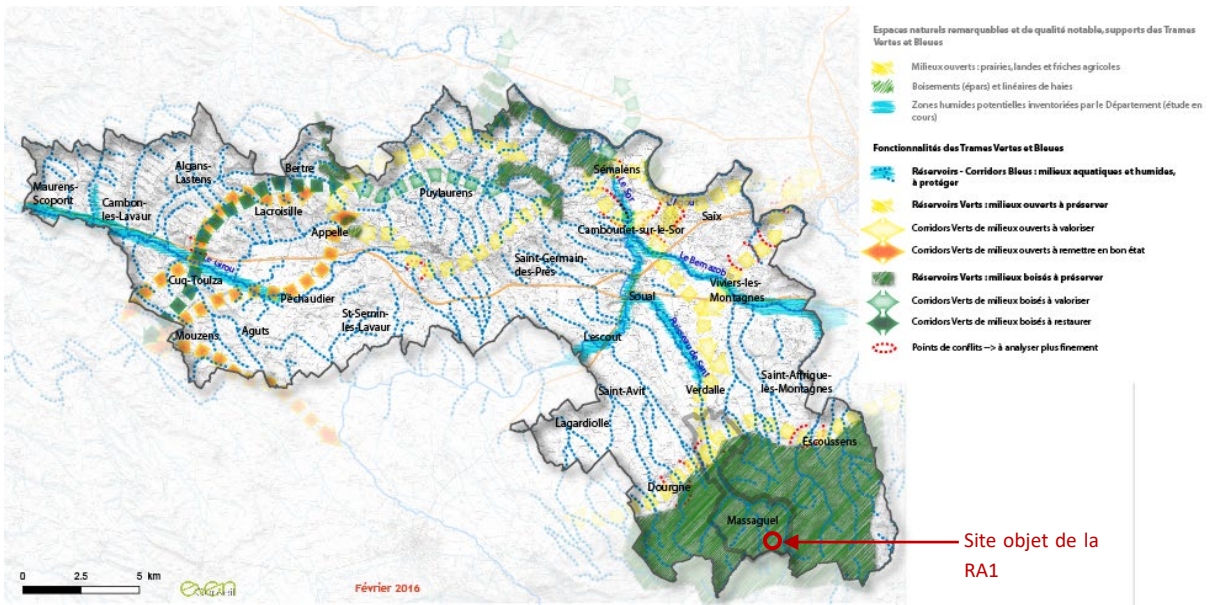 Espaces naturels remarquables et de qualité notable, supports des Trames
Vertes et Bleues
Milieux ouverts : prairies, landes et friches agricoles
Boisements (épars) et linéaires de haies
Zones humides potentielles inventoriées par le Département (étude en
cours)
Fonctionnalités des Trames Vertes et Bleues
Réservoirs - Corridors Bleus : milieux aquatiques et humides,
à protéger
Réservoirs Verts : milieux ouverts à préserver
Corridors Verts de milieux ouverts à valoriser
Corridors Verts de milieux ouverts à remettre en bon état
Réservoirs Verts : milieux boisés à préserver
Corridors Verts de milieux boisés à valoriser
Corridors Verts de milieux boisés à restaurer
Points de conflits --> à analyser plus finement
Maurens-
Scopont
Cambon-
les-Lavaur
Algans-
Lastens
Bertre
Lacroisille
Appelle
Puylaurens
Sémalens
Le Sor
L'Agout
Saix
Cambounet-sur-le-Sor
Le Bernazob
Viviers-les-
Montagnes
Saint-Germain-
des-Prés
Soual
Cuq-Toulza
Le Girou
Péchaudier
Mouzens
Aguts
St-Sernin-
les-Lavaur
Lescout
Saint-Avit
Verdalle
Saint-Affrique-
lès-Montagnes
Lagardiolle
Escoussens
Dourgne
Massaguel
Site objet de la
RA1
0 2.5 5 km
Février 2016